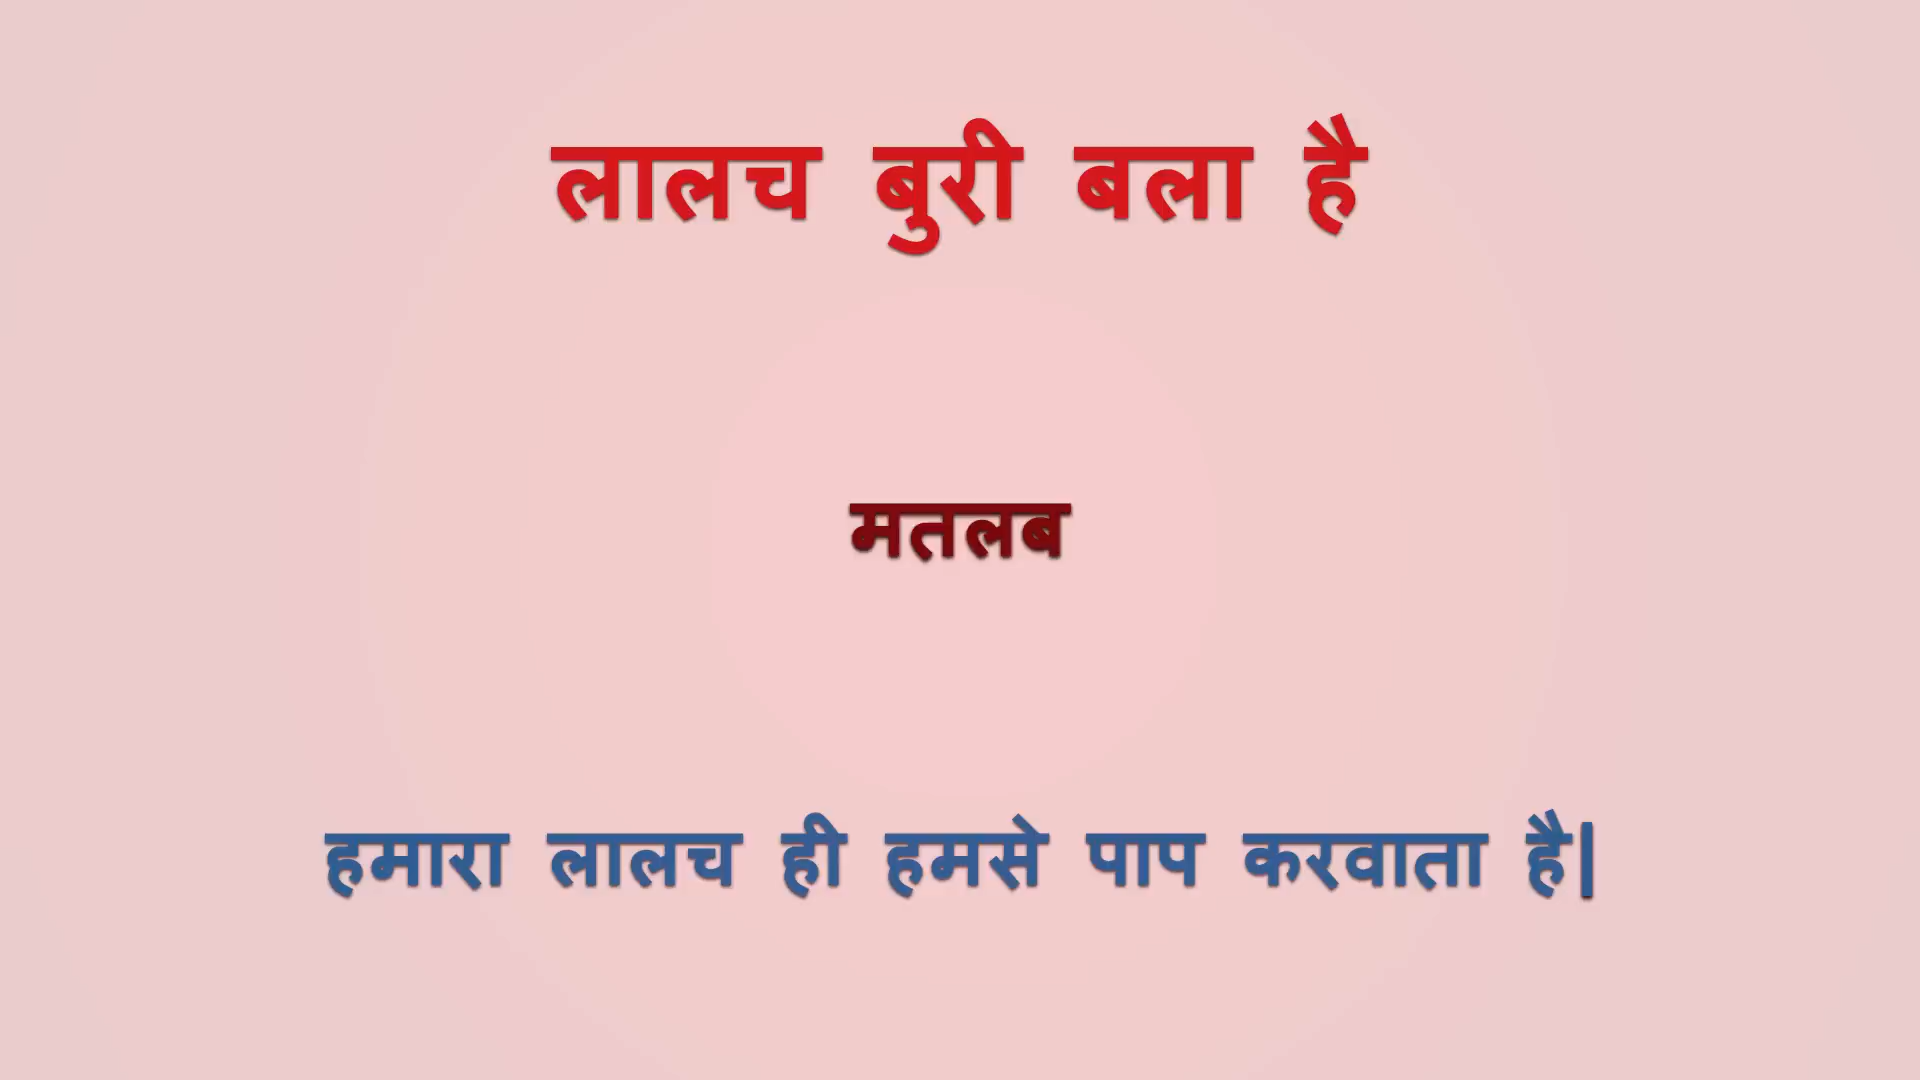 लालच बुरी बला है
मतलब
हमारा लालच ही हमसे पाप करवाता है|